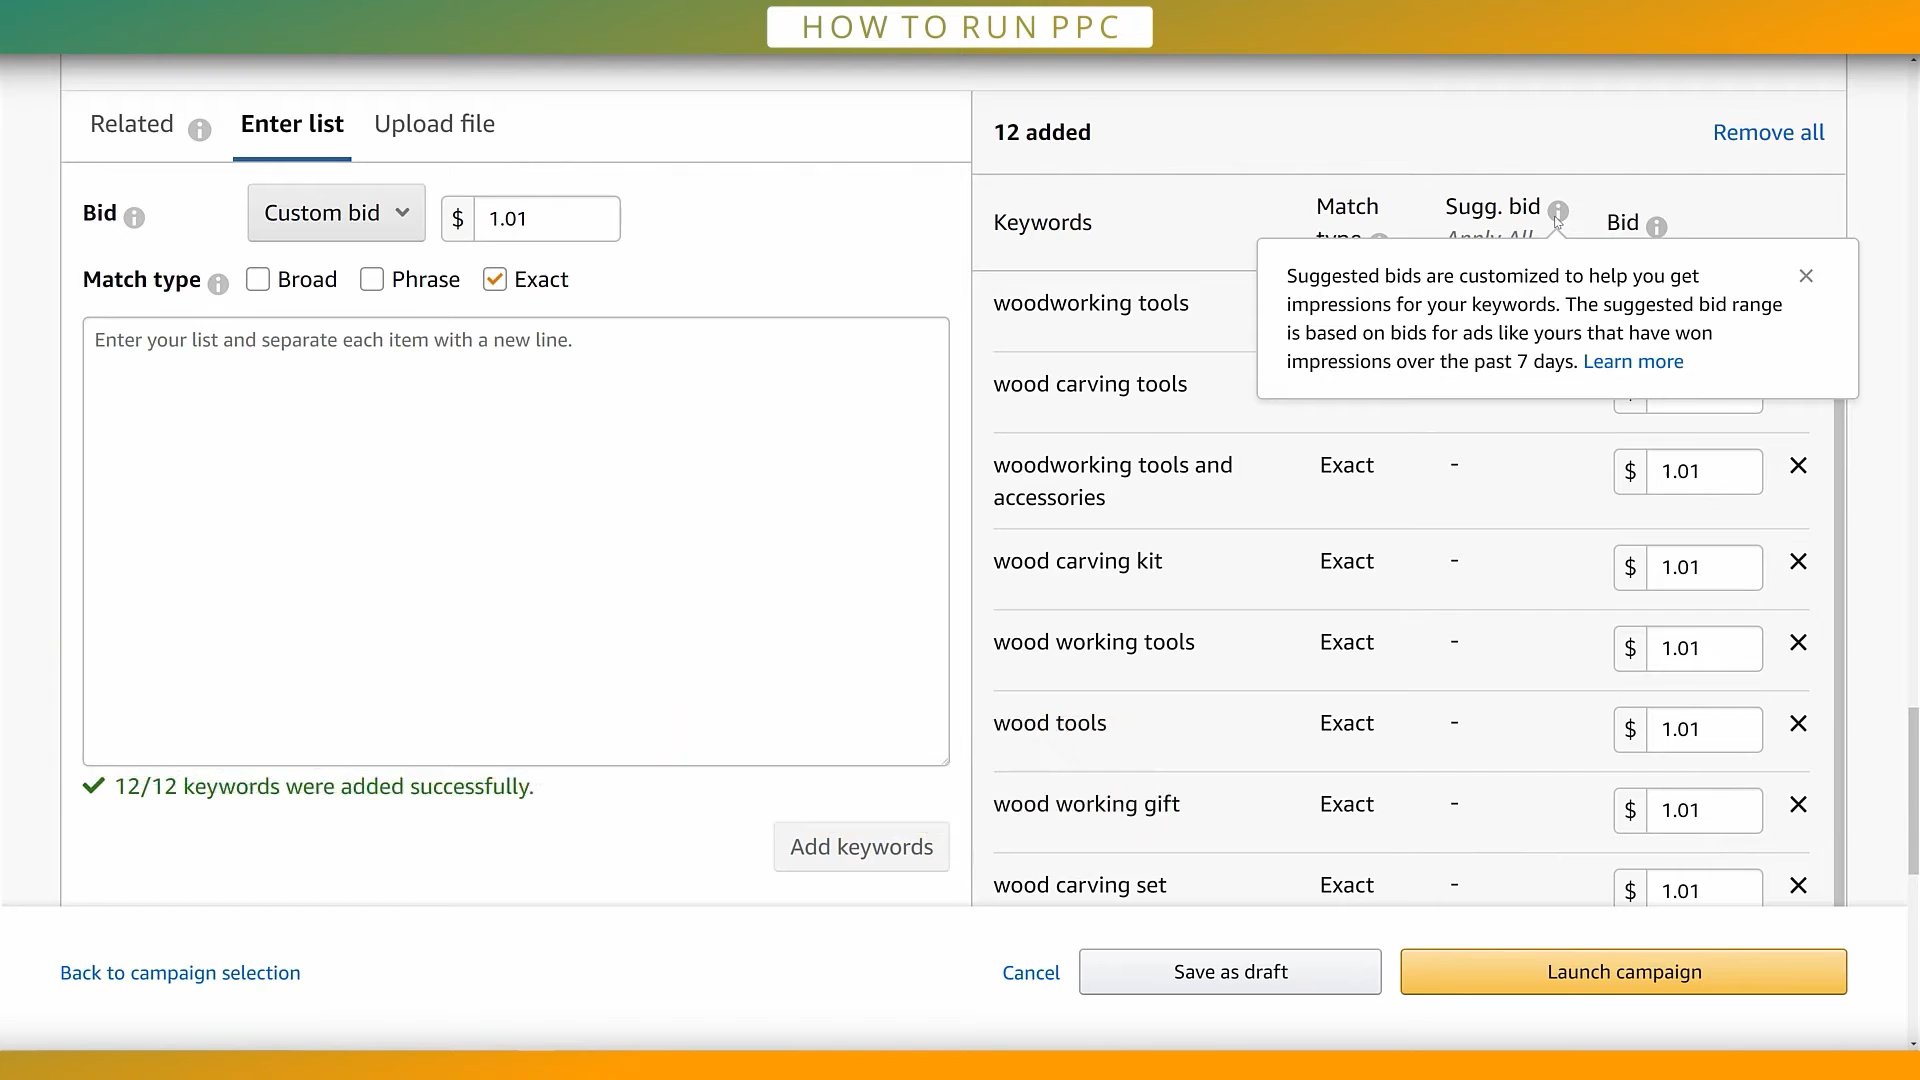 HOW TO RUN PPC
Related
Enter list
Upload file
Bid
Custom bid
$ 1.01
Match type
Broad
Phrase
Exact
Enter your list and separate each item with a new line.
12/12 keywords were added successfully.
Add keywords
12 added
Remove all
Keywords
Match
type
Sugg. bid
Apply All
Bid
Suggested bids are customized to help you get
impressions for your keywords. The suggested bid range
is based on bids for ads like yours that have won
impressions over the past 7 days. Learn more
woodworking tools
wood carving tools
woodworking tools and
accessories
Exact - $ 1.01
wood carving kit Exact - $ 1.01
wood working tools Exact - $ 1.01
wood tools Exact - $ 1.01
wood working gift Exact - $ 1.01
wood carving set Exact - $ 1.01
Back to campaign selection
Cancel
Save as draft
Launch campaign